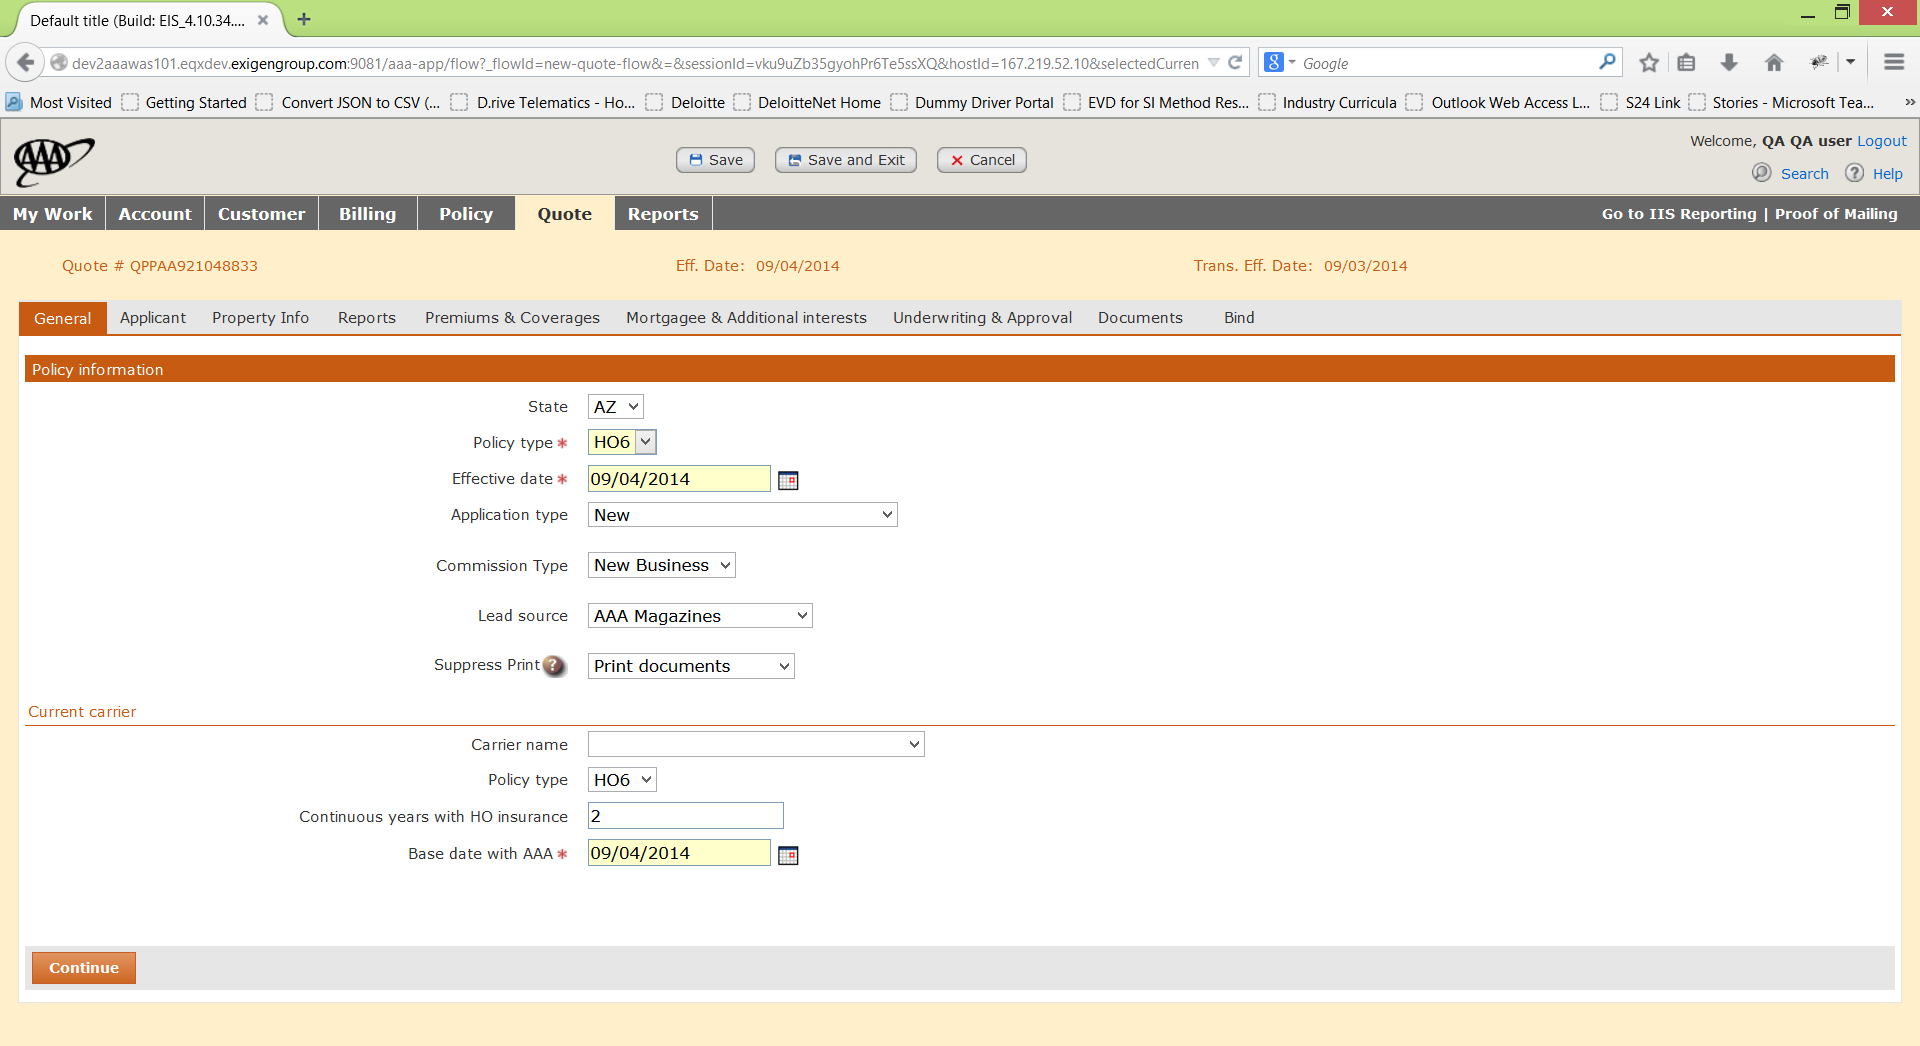 Default title (Build: EIS_4.10.34....
dev2aaawas101.eqxdev.exigengroup.com:9081/aaa-app/flow?_flowId=new-quote-flow&=&sessionId=vku9uZb35gyohPr6Te5ssXQ&hostId=167.219.52.10&selectedCurren
8 Google
Most Visited Getting Started Convert JSON to CSV (... D.rive Telematics - Ho... Deloitte DeloitteNet Home Dummy Driver Portal EVD for SI Method Res... Industry Curricula Outlook Web Access L... S24 Link Stories - Microsoft Tea... »
AAA
Save Save and Exit Cancel
Welcome, QA QA user Logout
Search ? Help
My Work Account Customer Billing Policy Quote Reports Go to IIS Reporting | Proof of Mailing
Quote # QPPAA921048833 Eff. Date: 09/04/2014 Trans. Eff. Date: 09/03/2014
General Applicant Property Info Reports Premiums & Coverages Mortgagee & Additional interests Underwriting & Approval Documents Bind
Policy information
State AZ
Policy type * HO6
Effective date * 09/04/2014
Application type New
Commission Type New Business
Lead source AAA Magazines
Suppress Print ? Print documents
Current carrier
Carrier name
Policy type HO6
Continuous years with HO insurance 2
Base date with AAA * 09/04/2014
Continue